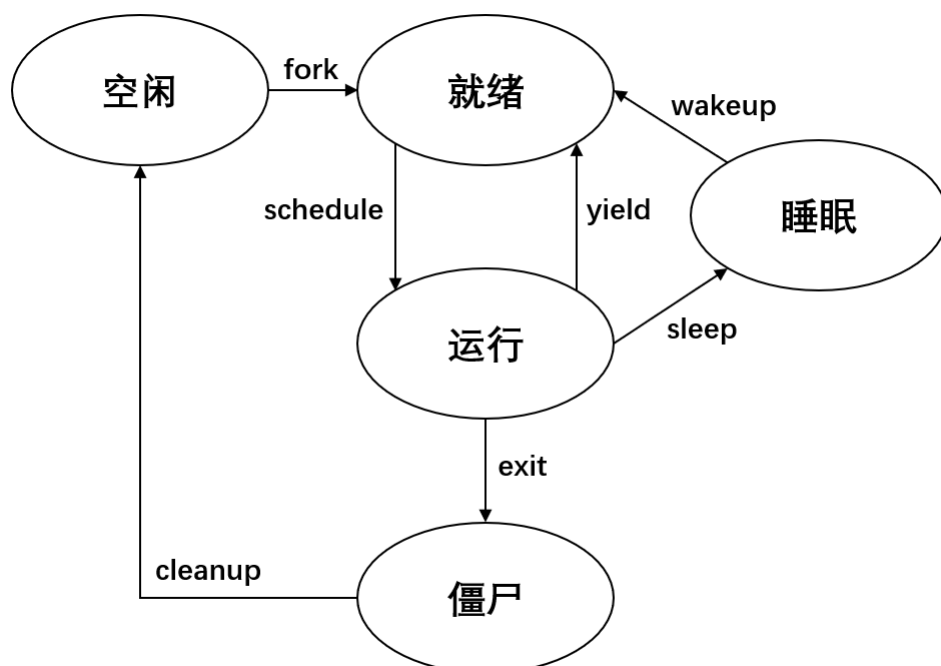 空闲
fork
就绪
wakeup
schedule
yield
睡眠
运行
sleep
exit
cleanup
僵尸